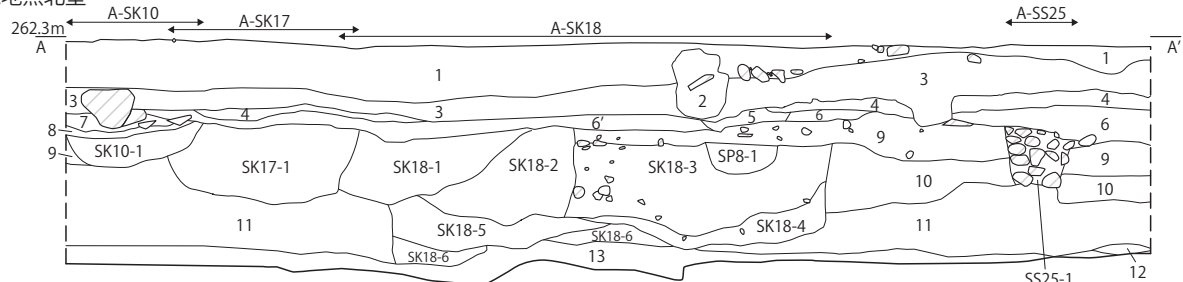 A-SK10
A-SK17
A-SK18
A-SS25
262.3m
A
A'
1
1
3
2
3
4
3
4
4
7
5
6
6
6'
8
9
9
9
SK10-1
SK17-1
SK18-1
SK18-2
SK18-3
SP8-1
10
10
11
SK18-5
SK18-6
SK18-6
SK18-4
11
13
12
SS25-1